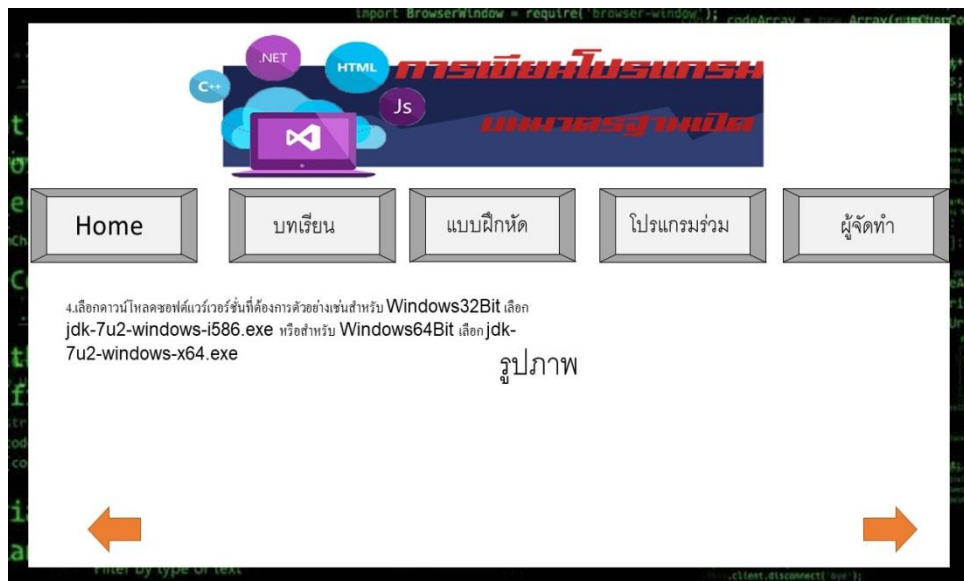 import BrowserWindow = require('browser-window');
.NET
HTML
C++
Js
การเขียนโปรแกรม
บนมาตรฐานเปิด
Home
บทเรียน
แบบฝึกหัด
โปรแกรมร่วม
ผู้จัดทำ
4.เลือกดาวน์โหลดซอฟต์แวร์เวอร์ชั่นที่ต้องการตัวอย่างเช่นสำหรับ Windows32Bit เลือก
jdk-7u2-windows-i586.exe หรือสำหรับ Windows64Bit เลือก jdk-
7u2-windows-x64.exe
รูปภาพ
Filter by type or text
.client.disconnect('bye');